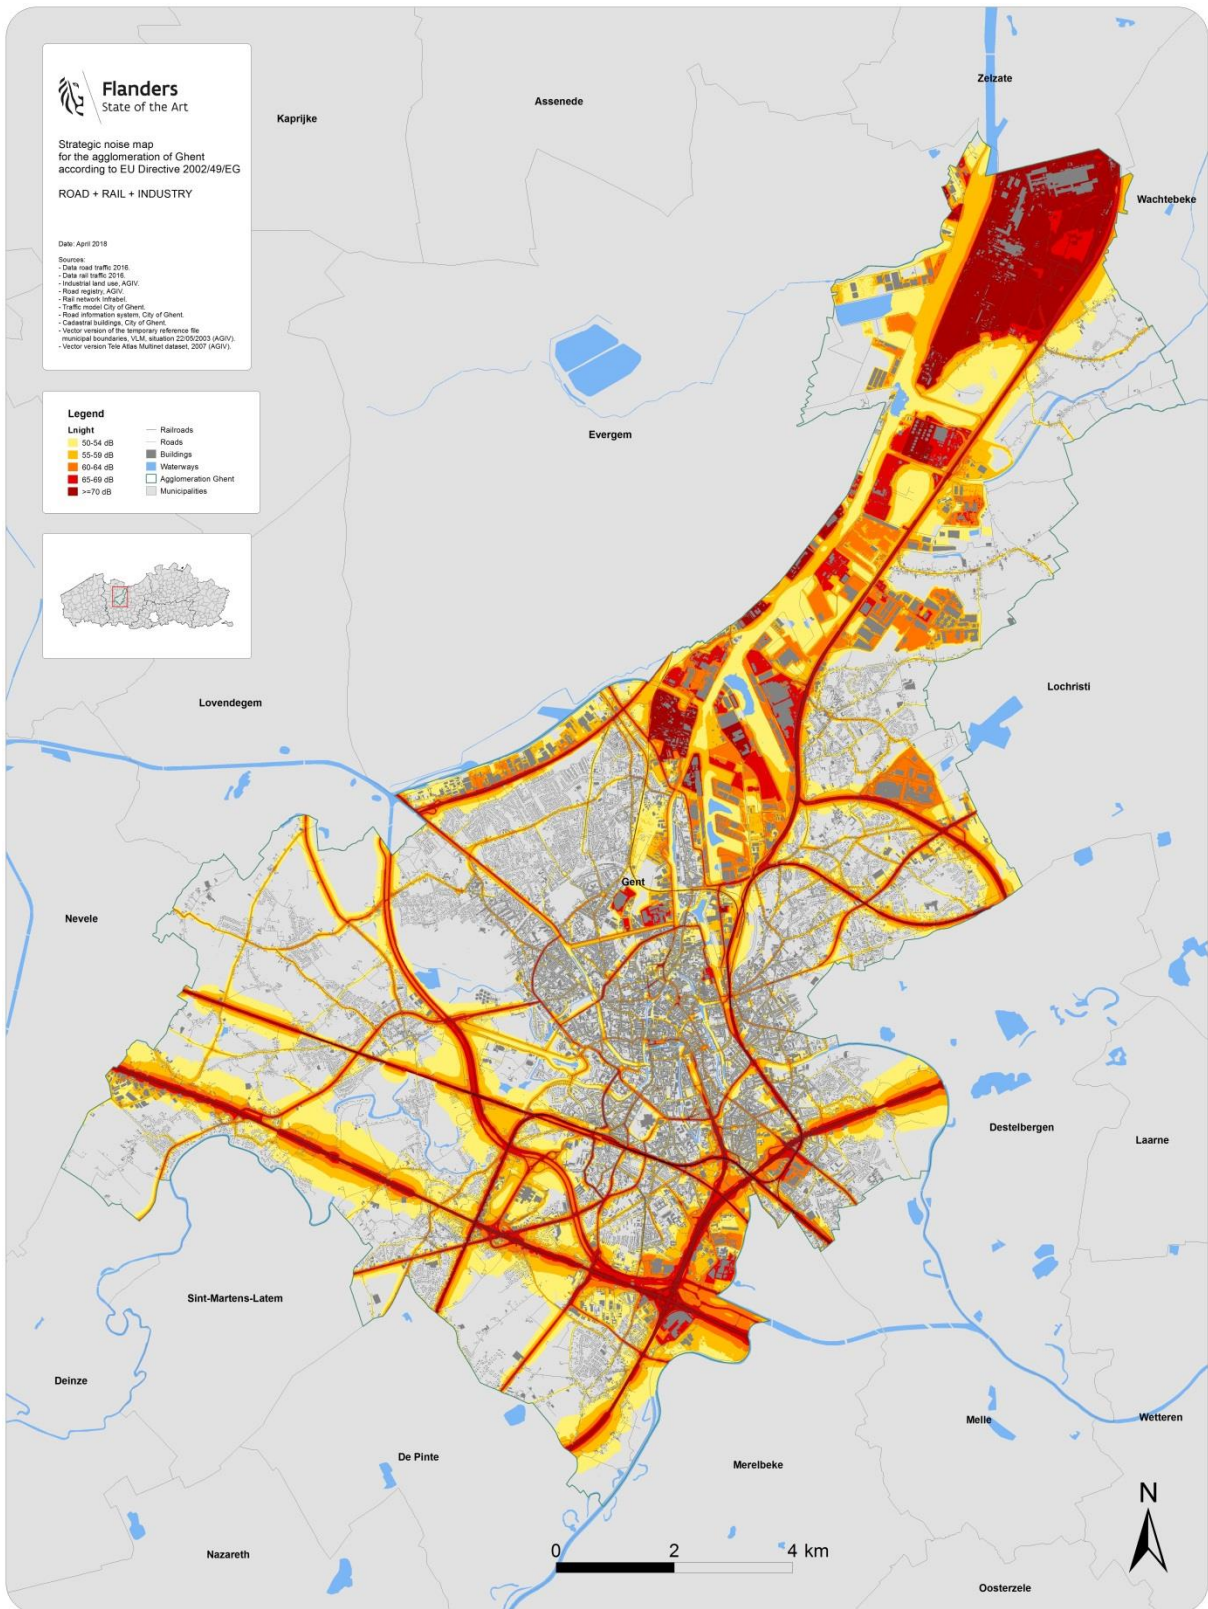 Flanders
State of the Art
Strategic noise map
for the agglomeration of Ghent
according to EU Directive 2002/49/EG
ROAD + RAIL + INDUSTRY
Date: April 2018
Sources:
- Data road traffic 2016.
- Data rail traffic 2016.
- Industrial land use, AGIV.
- Road registry, AGIV.
- Rail network Infrabel.
- Traffic model City of Ghent.
- Road information system, City of Ghent.
- Cadastral buildings, City of Ghent.
- Vector version of the temporary reference file
municipal boundaries, VLM, situation 22/05/2003 (AGIV).
- Vector version Tele Atlas Multinet dataset, 2007 (AGIV).
Legend
Lnight
50-54 dB
55-59 dB
60-64 dB
65-69 dB
>=70 dB
Railroads
Roads
Buildings
Waterways
Agglomeration Ghent
Municipalities
Kaprijke
Assenede
Zelzate
Wachtebeke
Evergem
Lovendegem
Lochristi
Nevele
Gent
Destelbergen
Laarne
Sint-Martens-Latem
Deinze
De Pinte
Merelbeke
Melle
Wetteren
Nazareth
Oosterzele
0 2 4 km
N